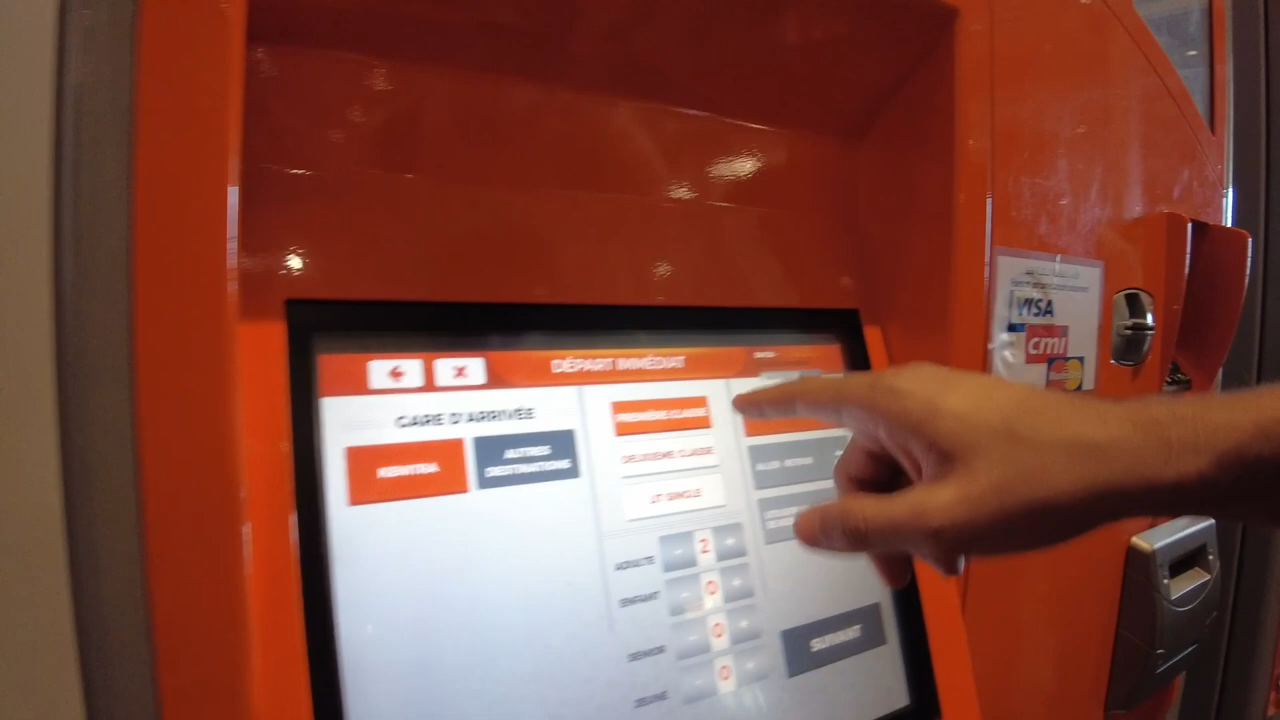 DÉPART IMMÉDIAT
GARE D'ARRIVÉE
KENITRA
AUTRES
DESTINATIONS
PREMIÈRE CLASSE
DEUXIÈME CLASSE
LIT SINGLE
ALLER - RETOUR
ADULTE 2
ENFANT 0
SENIOR 0
JEUNE 0
SUIVANT
VISA
cmi